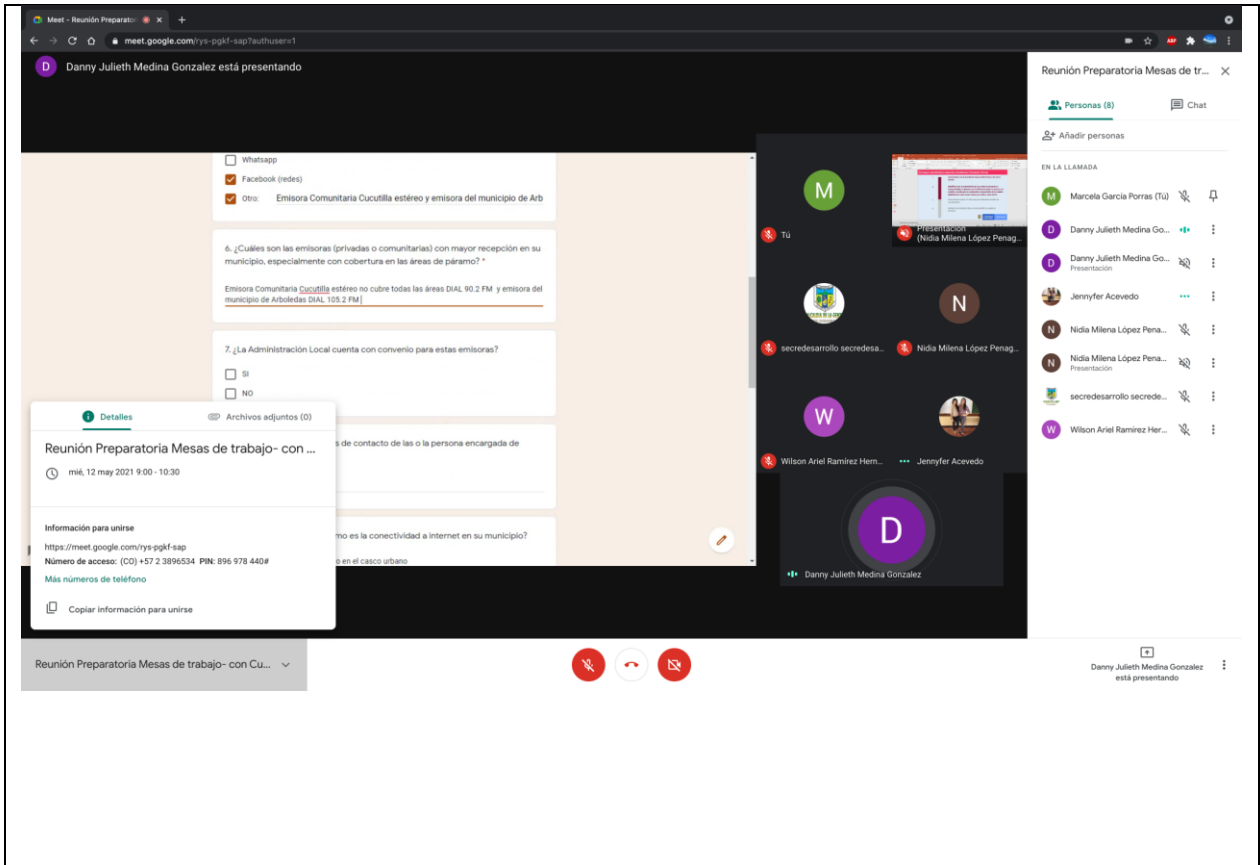 Meet - Reunión Preparator
meet.google.com/rys-pgkf-sap?authuser=1
ABP
D Danny Julieth Medina Gonzalez está presentando
Whatsapp
Facebook (redes)
Otro: Emisora Comunitaria Cucutilla estéreo y emisora del municipio de Arb
6. ¿Cuáles son las emisoras (privadas o comunitarias) con mayor recepción en su
municipio, especialmente con cobertura en las áreas de páramo? *
Emisora Comunitaria Cucutilla estéreo no cubre todas las áreas DIAL 90.2 FM y emisora del
municipio de Arboledas DIAL 105.2 FM
7. ¿La Administración Local cuenta con convenio para estas emisoras?
SI
NO
s de contacto de las o la persona encargada de
mo es la conectividad a internet en su municipio?
o en el casco urbano
Detalles
Archivos adjuntos (0)
Reunión Preparatoria Mesas de trabajo- con ...
mié, 12 may 2021 9:00 - 10:30
Información para unirse
https://meet.google.com/rys-pgkf-sap
Número de acceso: (CO) +57 2 3896534 PIN: 896 978 440#
Más números de teléfono
Copiar información para unirse
M
Tú
Presentación
(Nidia Milena López Penag...
secredesarrollo secredesa...
N
Nidia Milena López Penag...
W
Wilson Ariel Ramírez Hern...
Jennyfer Acevedo
D
Danny Julieth Medina Gonzalez
Reunión Preparatoria Mesas de tr...
Personas (8)
Chat
Añadir personas
EN LA LLAMADA
M Marcela García Porras (Tú)
D Danny Julieth Medina Go...
D Danny Julieth Medina Go...
Presentación
Jennyfer Acevedo
N Nidia Milena López Pena...
N Nidia Milena López Pena...
Presentación
secredesarrollo secrede...
W Wilson Ariel Ramírez Her...
Reunión Preparatoria Mesas de trabajo- con Cu...
Danny Julieth Medina Gonzalez
está presentando